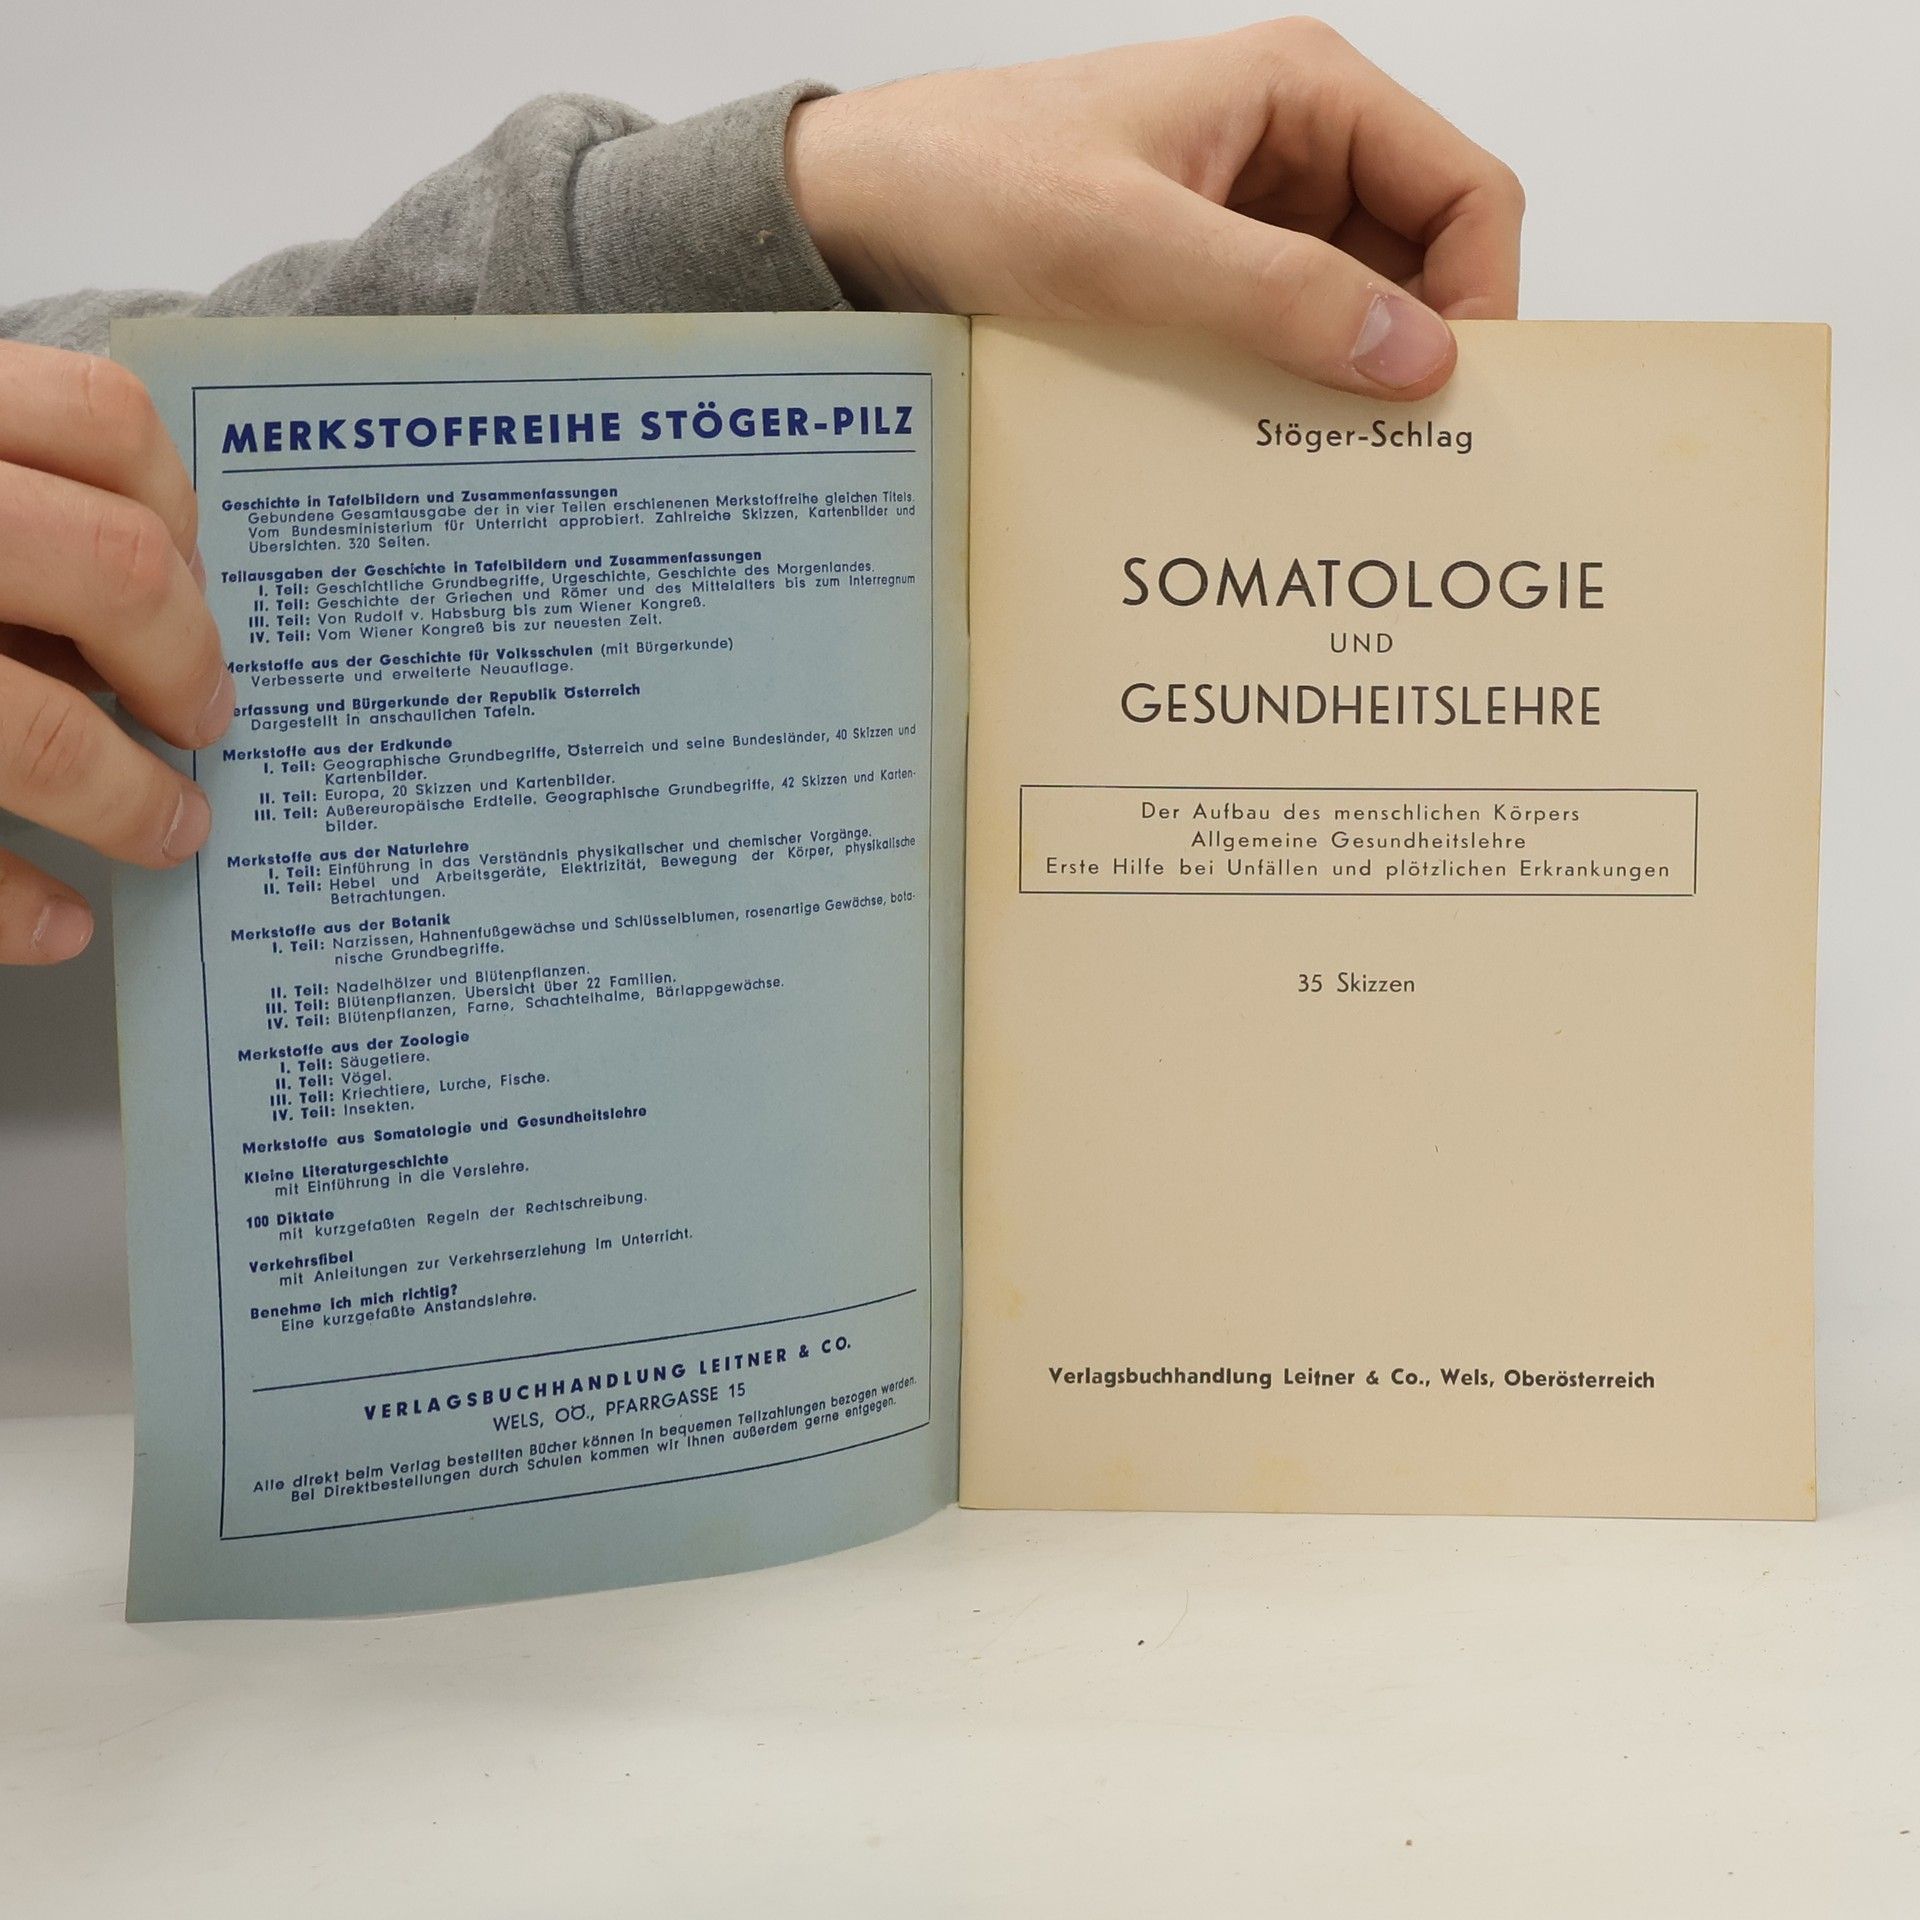 MERKSTOFFREIHE STÖGER-PILZ
Geschichte in Tafelbildern und Zusammenfassungen
Gebundene Gesamtausgabe der in vier Teilen erschienenen Merkstoffreihe gleichen Titels.
Vom Bundesministerium für Unterricht approbiert. Zahlreiche Skizzen, Kartenbilder und
Übersichten. 320 Seiten.
Teilausgaben der Geschichte in Tafelbildern und Zusammenfassungen
I. Teil: Geschichtliche Grundbegriffe, Urgeschichte, Geschichte des Morgenlandes.
II. Teil: Geschichte der Griechen und Römer und des Mittelalters bis zum Interregnum
III. Teil: Von Rudolf v. Habsburg bis zum Wiener Kongreß.
IV. Teil: Vom Wiener Kongreß bis zur neuesten Zeit.
Merkstoffe aus der Geschichte für Volksschulen (mit Bürgerkunde)
Verbesserte und erweiterte Neuauflage.
erfassung und Bürgerkunde der Republik Österreich
Dargestellt in anschaulichen Tafeln.
Merkstoffe aus der Erdkunde
I. Teil: Geographische Grundbegriffe, Österreich und seine Bundesländer, 40 Skizzen und
Kartenbilder.
II. Teil: Europa, 20 Skizzen und Kartenbilder.
III. Teil: Außereuropäische Erdteile. Geographische Grundbegriffe, 42 Skizzen und Karten-
bilder.
Merkstoffe aus der Naturlehre
I. Teil: Einführung in das Verständnis physikalischer und chemischer Vorgänge.
II. Teil: Hebel und Arbeitsgeräte, Elektrizität, Bewegung der Körper, physikalische
Betrachtungen.
Merkstoffe aus der Botanik
I. Teil: Narzissen, Hahnenfußgewächse und Schlüsselblumen, rosenartige Gewächse, bota-
nische Grundbegriffe.
II. Teil: Nadelhölzer und Blütenpflanzen.
III. Teil: Blütenpflanzen. Übersicht über 22 Familien.
IV. Teil: Blütenpflanzen, Farne, Schachtelhalme, Bärlappgewächse.
Merkstoffe aus der Zoologie
I. Teil: Säugetiere.
II. Teil: Vögel.
III. Teil: Kriechtiere, Lurche, Fische.
IV. Teil: Insekten.
Merkstoffe aus Somatologie und Gesundheitslehre
Kleine Literaturgeschichte
mit Einführung in die Verslehre.
100 Diktate
mit kurzgefaßten Regeln der Rechtschreibung.
Verkehrsfibel
mit Anleitungen zur Verkehrserziehung im Unterricht.
Benehme ich mich richtig?
Eine kurzgefaßte Anstandslehre.
VERLAGSBUCHHANDLUNG LEITNER & CO.
WELS, OÖ., PFARRGASSE 15
Alle direkt beim Verlag bestellten Bücher können in bequemen Teilzahlungen bezogen werden.
Bei Direktbestellungen durch Schulen kommen wir Ihnen außerdem gerne entgegen.
Stöger-Schlag
SOMATOLOGIE
UND
GESUNDHEITSLEHRE
Der Aufbau des menschlichen Körpers
Allgemeine Gesundheitslehre
Erste Hilfe bei Unfällen und plötzlichen Erkrankungen
35 Skizzen
Verlagsbuchhandlung Leitner & Co., Wels, Oberösterreich